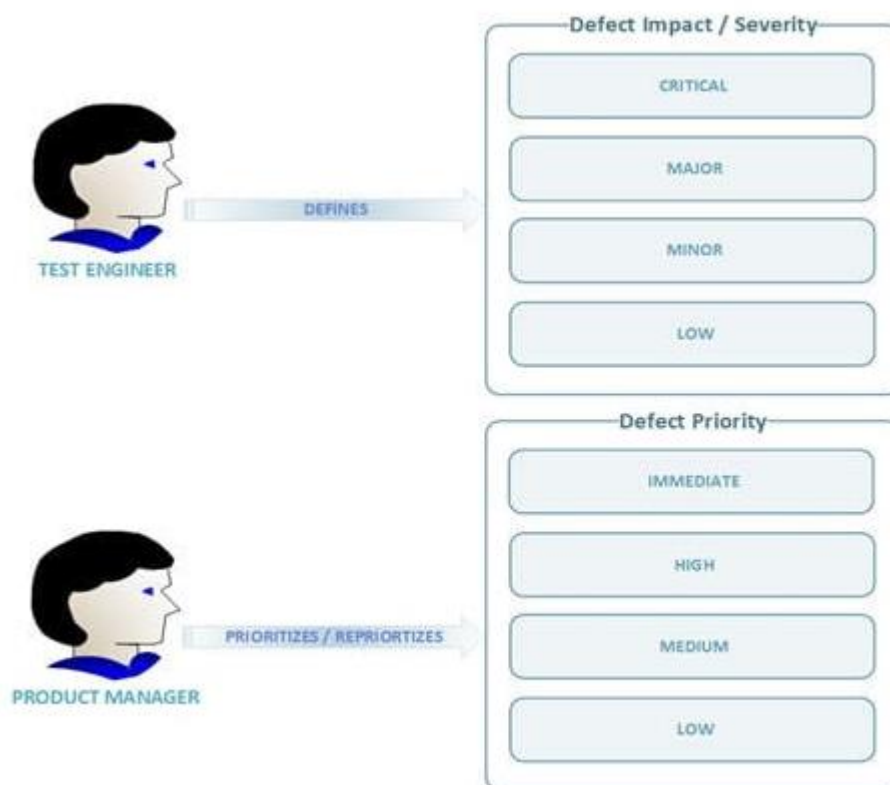 Defect Impact / Severity
CRITICAL
MAJOR
DEFINES
MINOR
TEST ENGINEER
LOW
Defect Priority
IMMEDIATE
HIGH
PRIORITIZES / REPRIORTIZES
MEDIUM
PRODUCT MANAGER
LOW